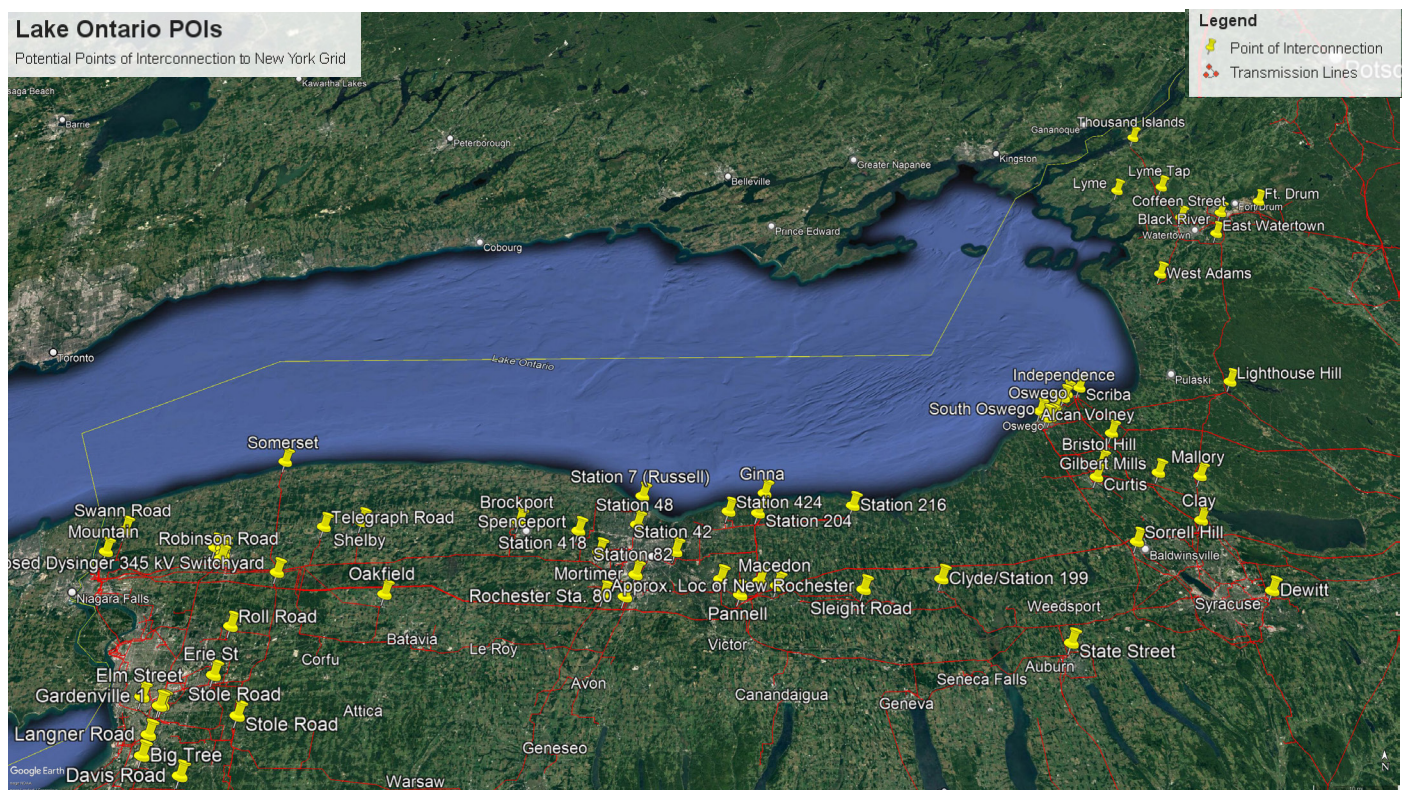 Lake Ontario POIs
Potential Points of Interconnection to New York Grid
Legend
Point of Interconnection
Transmission Lines
Potsd
Kawartha Lakes
saga Beach
Barrie
Peterborough
Thousand Islands
Gananoque
Kingston
Greater Napanee
Belleville
Lyme Tap
Lyme
Ft. Drum
Coffeen Street
Fort Drum
Black River
East Watertown
Watertown
Prince Edward
Cobourg
West Adams
Toronto
Lake Ontario
Independence
Lighthouse Hill
Pulaski
Oswego
Scriba
South Oswego
Alcan Volney
Oswego
Somerset
Bristol Hill
Gilbert Mills
Mallory
Curtis
Station 7 (Russell)
Ginna
Clay
Swann Road
Brockport
Station 48
Station 424
Station 216
Telegraph Road
Spenceport
Station 204
Mountain
Robinson Road
Shelby
Station 418
Station 42
Sorrell Hill
Station 82
Baldwinsville
osed Dysinger 345 kV Switchyard
Oakfield
Mortimer
Macedon
Approx. Loc of New Rochester
Clyde/Station 199
Niagara Falls
Rochester Sta. 80
Sleight Road
Weedsport
Dewitt
Syracuse
Roll Road
Pannell
Batavia
Le Roy
Victor
State Street
Erie St
Corfu
Auburn
Elm Street
Avon
Seneca Falls
Gardenville 1
Stole Road
Canandaigua
Geneva
Attica
Stole Road
Langner Road
Geneseo
Big Tree
Davis Road
Warsaw
Google Earth
N